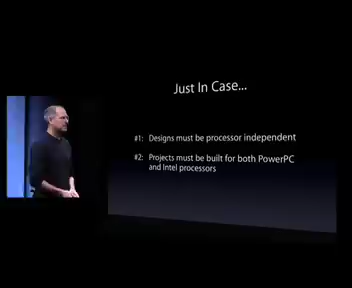 Just In Case...
#1: Designs must be processor independent
#2: Projects must be built for both PowerPC
and Intel processors